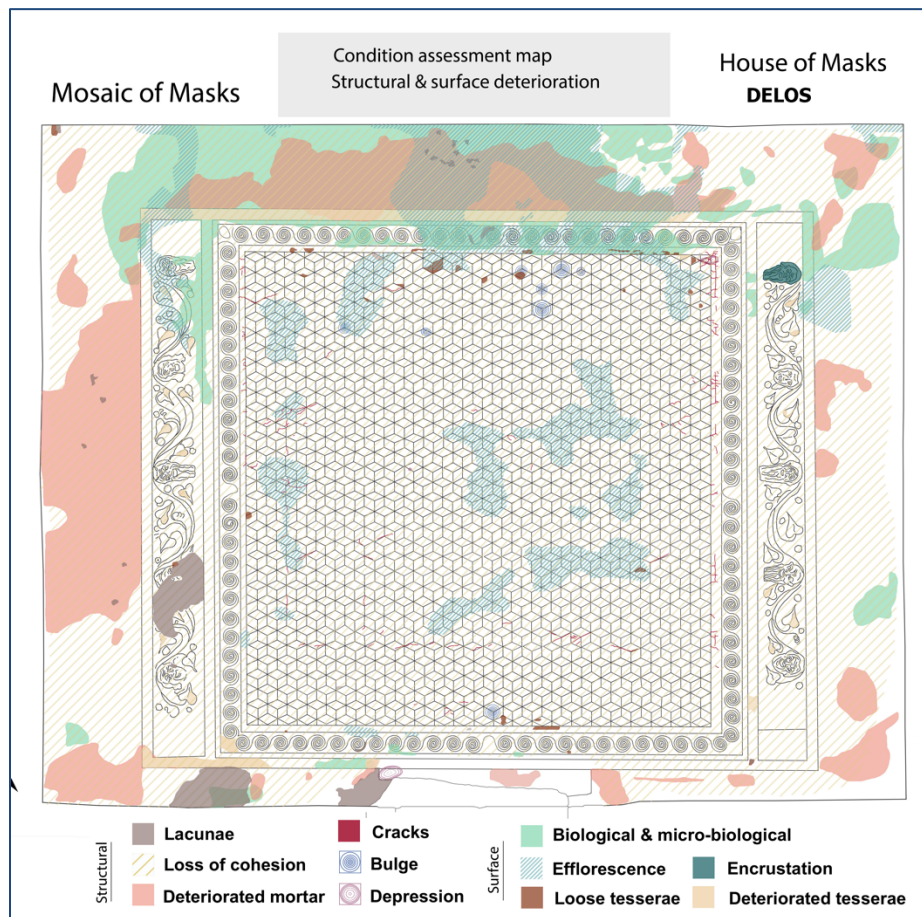 Condition assessment map
Structural & surface deterioration
Mosaic of Masks
House of Masks
DELOS
Structural
Lacunae
Loss of cohesion
Deteriorated mortar
Cracks
Bulge
Depression
Surface
Biological & micro-biological
Efflorescence
Loose tesserae
Encrustation
Deteriorated tesserae